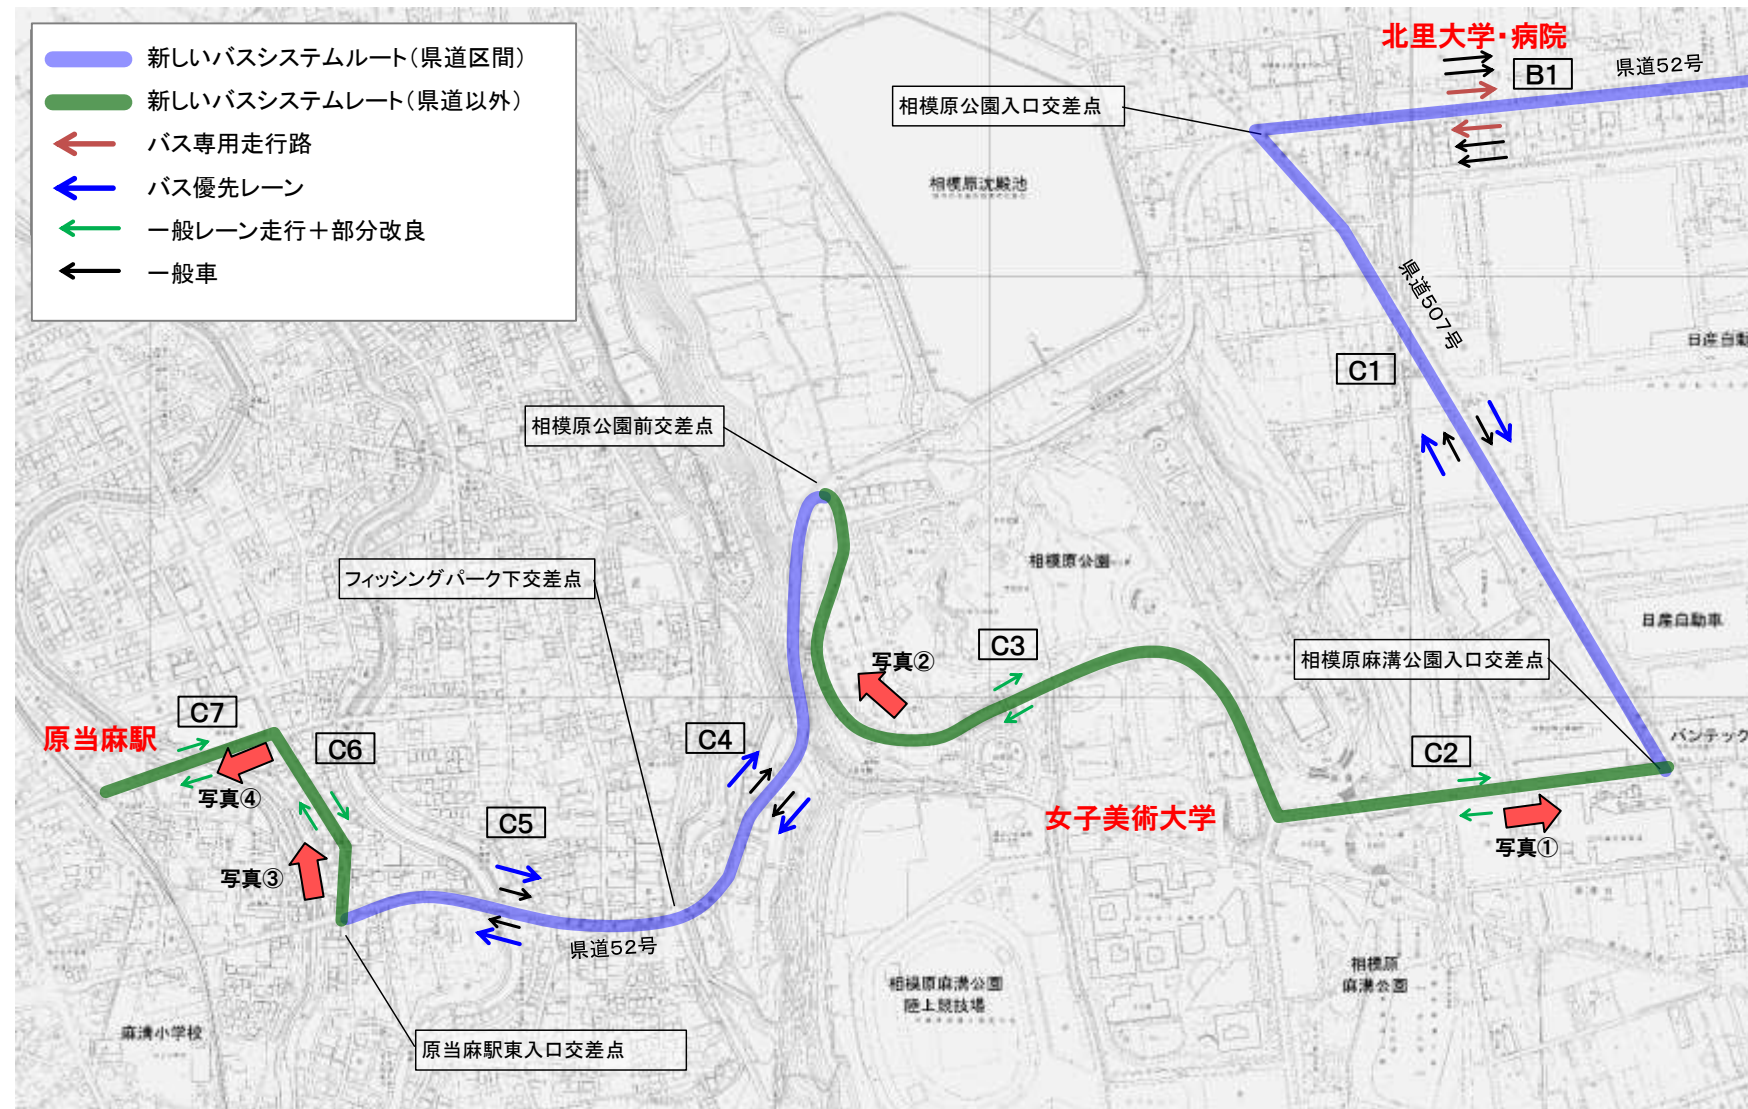 新しいバスシステムルート(県道区間)
新しいバスシステムレート(県道以外)
バス専用走行路
バス優先レーン
一般レーン走行＋部分改良
一般車
北里大学・病院
B1
県道52号
相模原公園入口交差点
相模原沈殿池
県道507号
日産自動
C1
相模原公園前交差点
相模原公園
フィッシングパーク下交差点
日産自動車
C3
相模原麻溝公園入口交差点
写真②
C7
原当麻駅
C6
C4
C2
バンテック
写真④
女子美術大学
C5
写真①
写真③
県道52号
相模原
麻溝公園
相模原麻溝公園
陸上競技場
麻溝小学校
原当麻駅東入口交差点